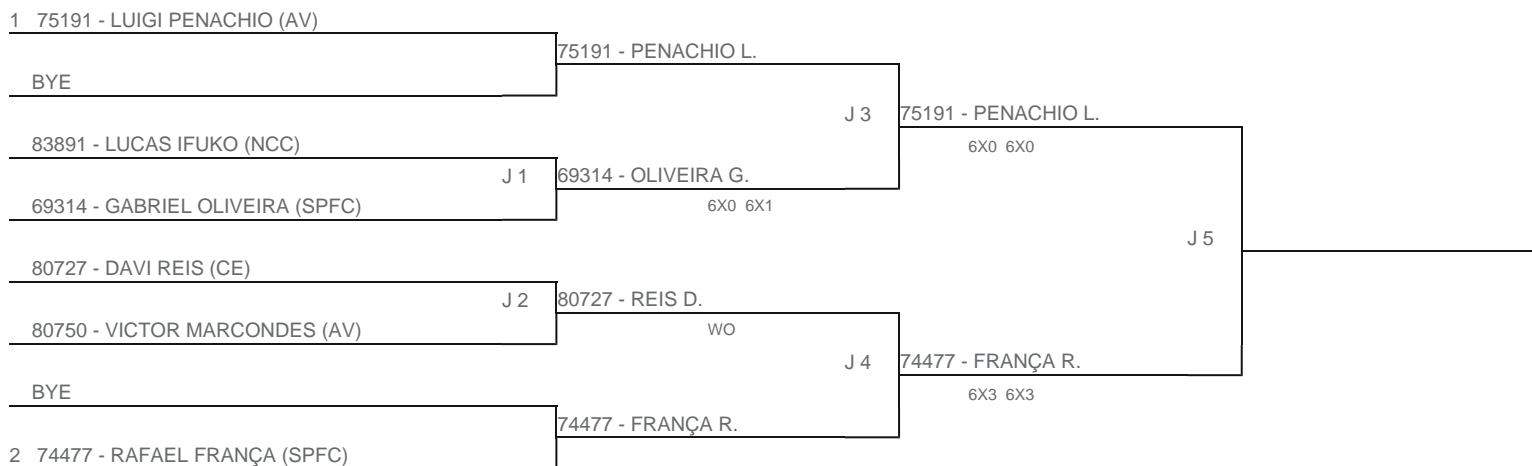 1 75191 - LUIGI PENACHIO (AV)
75191 - PENACHIO L.
BYE
J 3
75191 - PENACHIO L.
6X0 6X0
83891 - LUCAS IFUKO (NCC)
J 1
69314 - OLIVEIRA G.
6X0 6X1
69314 - GABRIEL OLIVEIRA (SPFC)
J 5
80727 - DAVI REIS (CE)
J 2
80727 - REIS D.
WO
80750 - VICTOR MARCONDES (AV)
J 4
74477 - FRANÇA R.
6X3 6X3
BYE
74477 - FRANÇA R.
2 74477 - RAFAEL FRANÇA (SPFC)